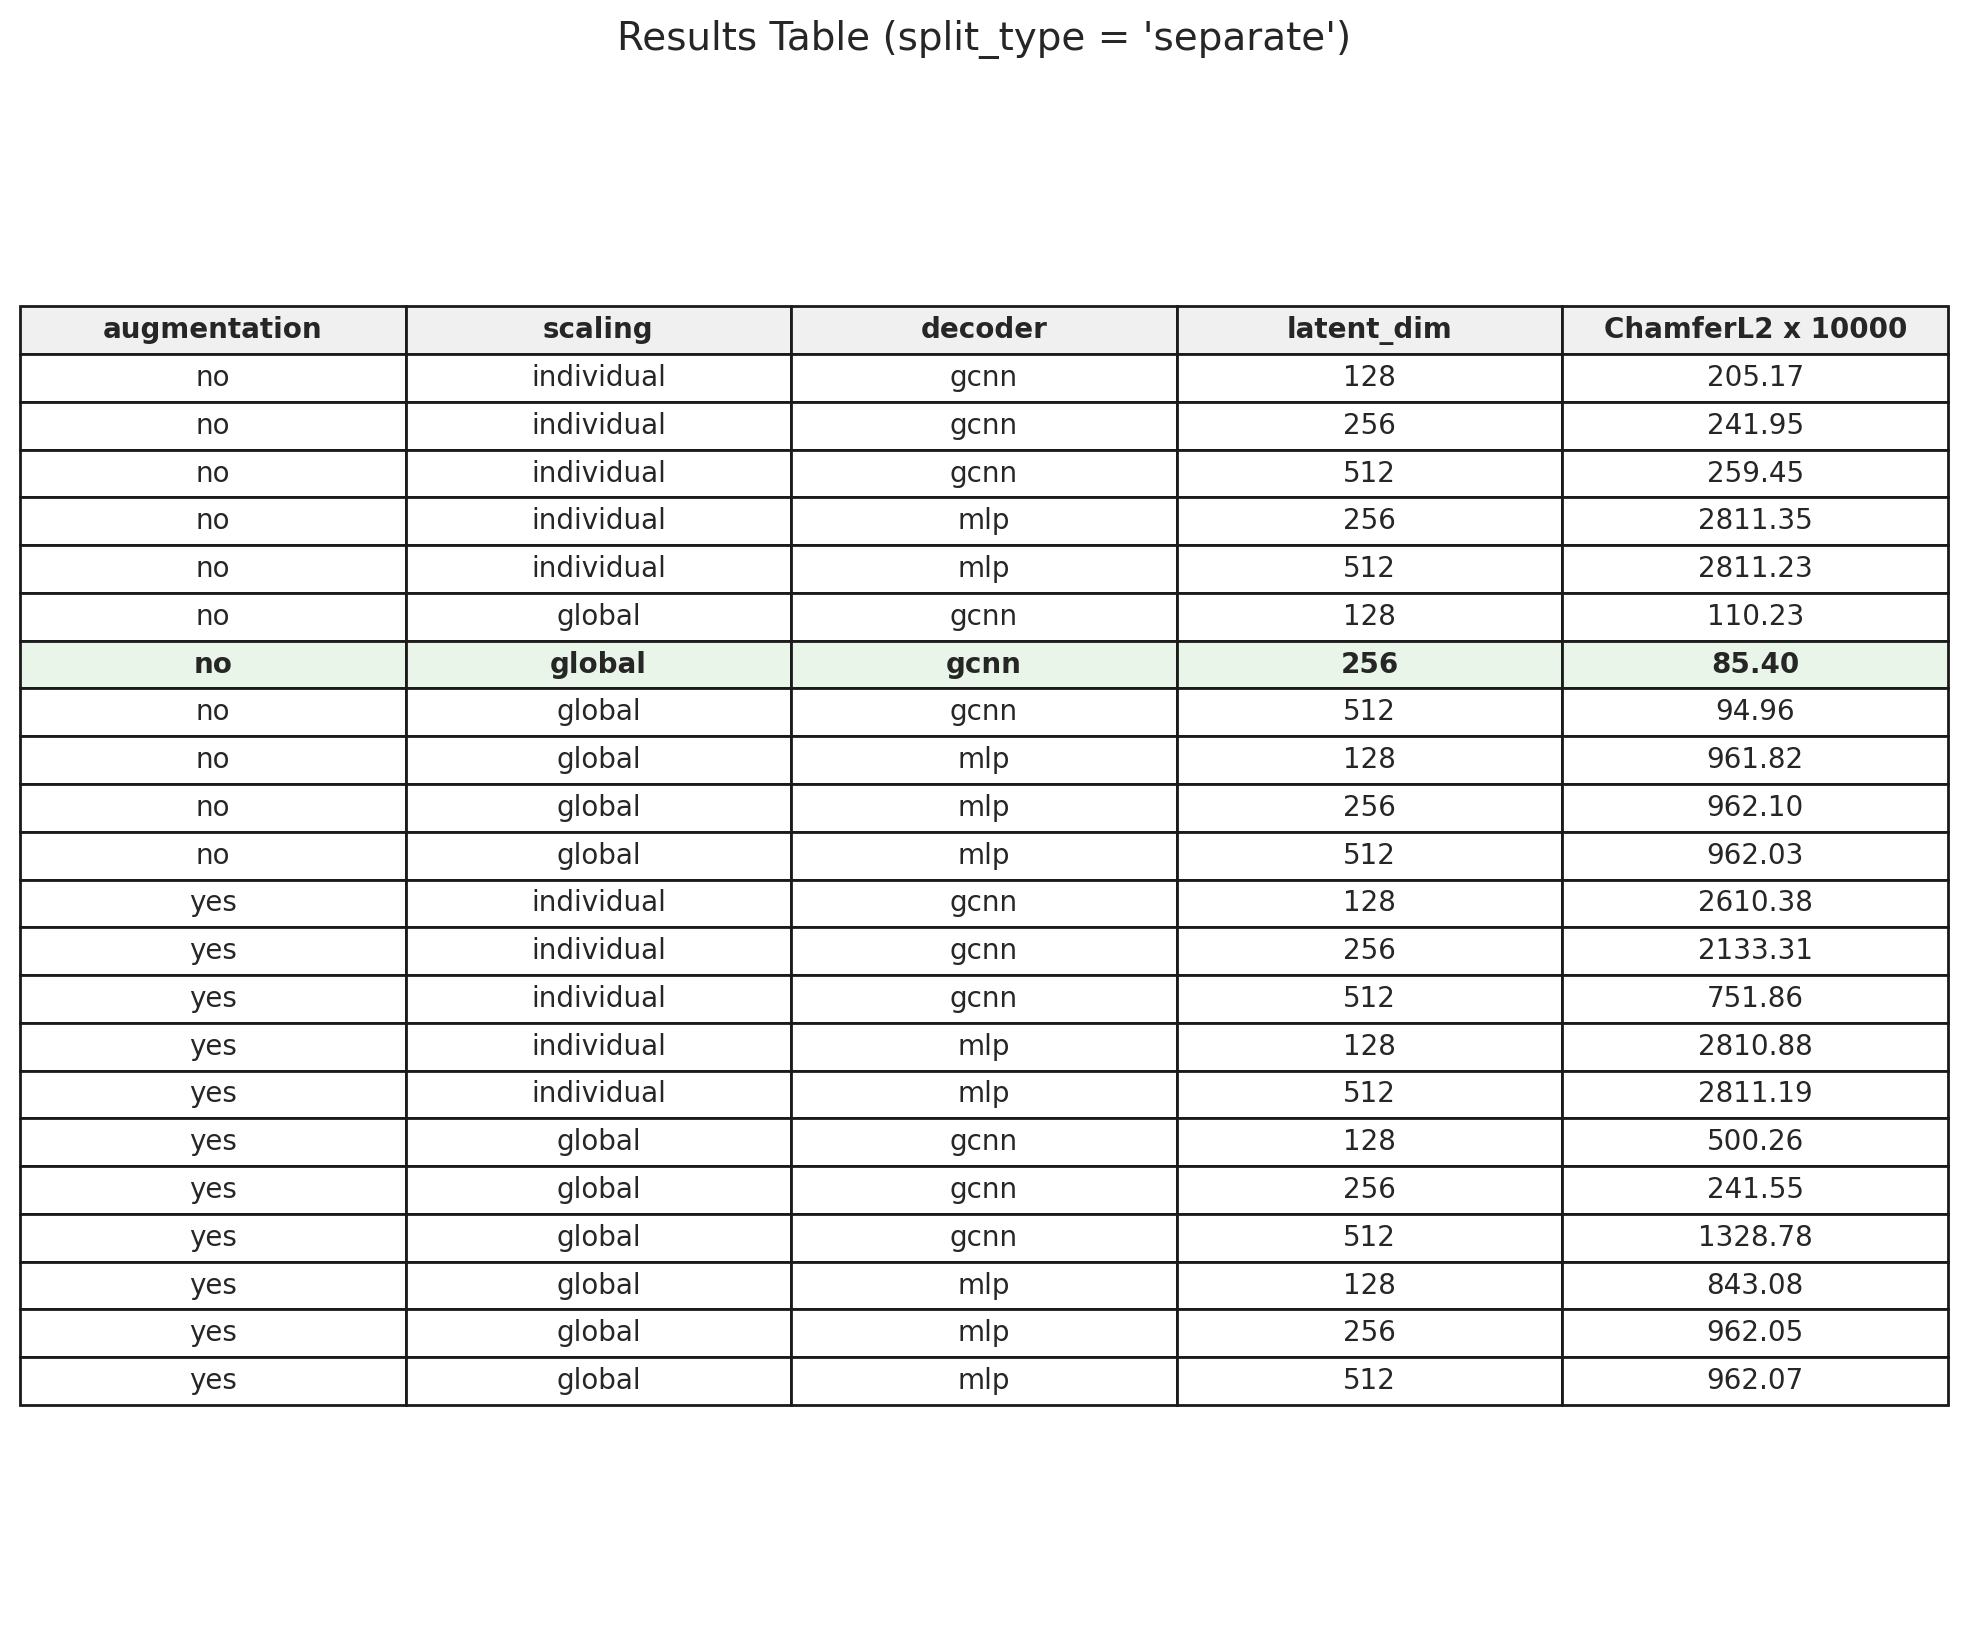 Results Table (split_type = 'separate')
augmentation scaling decoder latent_dim ChamferL2 x 10000
no individual gcnn 128 205.17
no individual gcnn 256 241.95
no individual gcnn 512 259.45
no individual mlp 256 2811.35
no individual mlp 512 2811.23
no global gcnn 128 110.23
no global gcnn 256 85.40
no global gcnn 512 94.96
no global mlp 128 961.82
no global mlp 256 962.10
no global mlp 512 962.03
yes individual gcnn 128 2610.38
yes individual gcnn 256 2133.31
yes individual gcnn 512 751.86
yes individual mlp 128 2810.88
yes individual mlp 512 2811.19
yes global gcnn 128 500.26
yes global gcnn 256 241.55
yes global gcnn 512 1328.78
yes global mlp 128 843.08
yes global mlp 256 962.05
yes global mlp 512 962.07